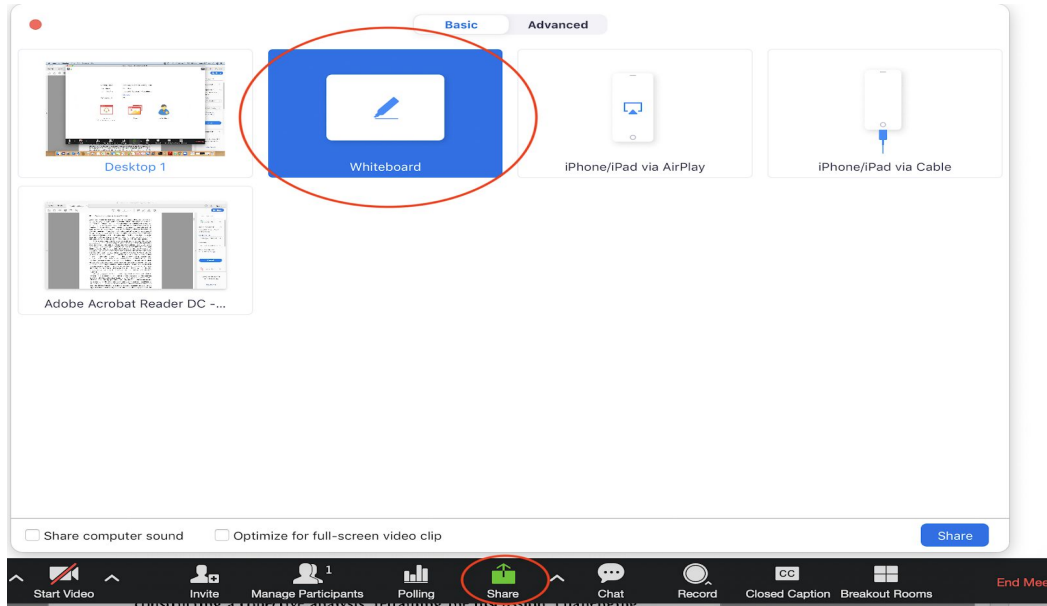 Basic Advanced
Desktop 1 Whiteboard iPhone/iPad via AirPlay iPhone/iPad via Cable
Adobe Acrobat Reader DC -...
Share computer sound Optimize for full-screen video clip Share
1
CC
Start Video Invite Manage Participants Polling Share Chat Record Closed Caption Breakout Rooms End Mee